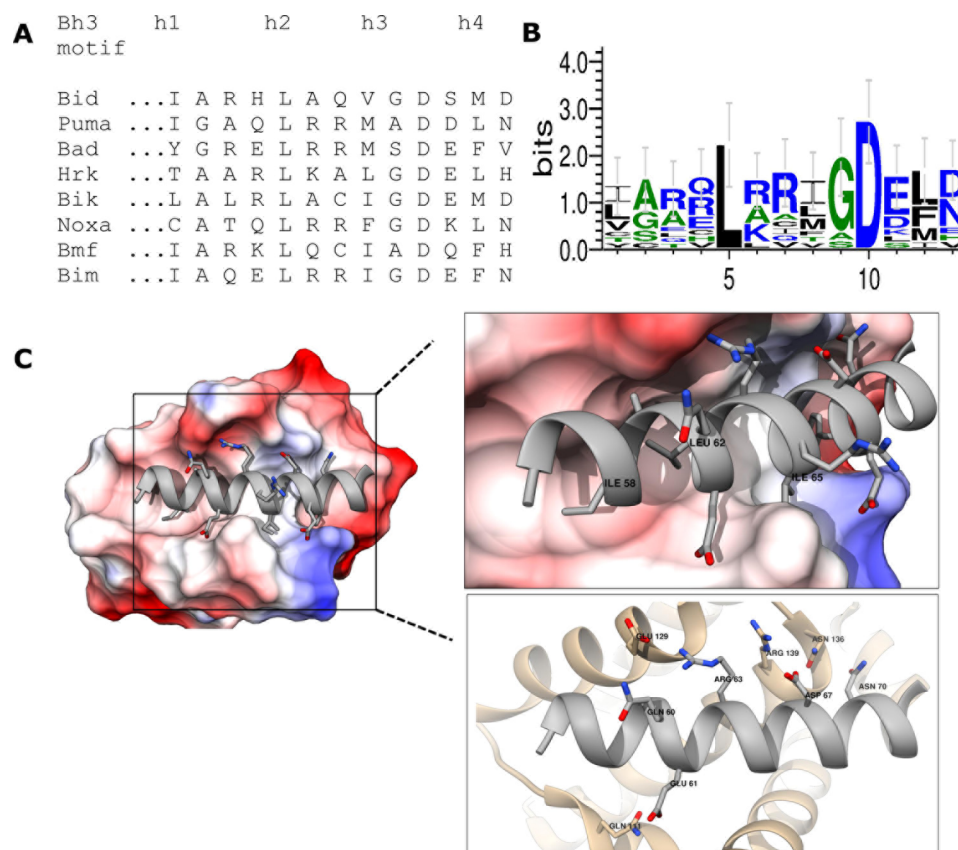 A
Bh3 h1 h2 h3 h4
motif
Bid ...I A R H L A Q V G D S M D
Puma ...I G A Q L R R M A D D L N
Bad ...Y G R E L R R M S D E F V
Hrk ...T A A R L K A L G D E L H
Bik ...L A L R L A C I G D E M D
Noxa ...C A T Q L R R F G D K L N
Bmf ...I A R K L Q C I A D Q F H
Bim ...I A Q E L R R I G D E F N
B
bits
4.0
3.0
2.0
1.0
0.0
5 10
C
LEU 62
ILE 58
ILE 65
GLU 129
ASN 136
ARG 139
ARG 63
ASP 67
ASN 70
GLN 60
GLU 61
GLN 111